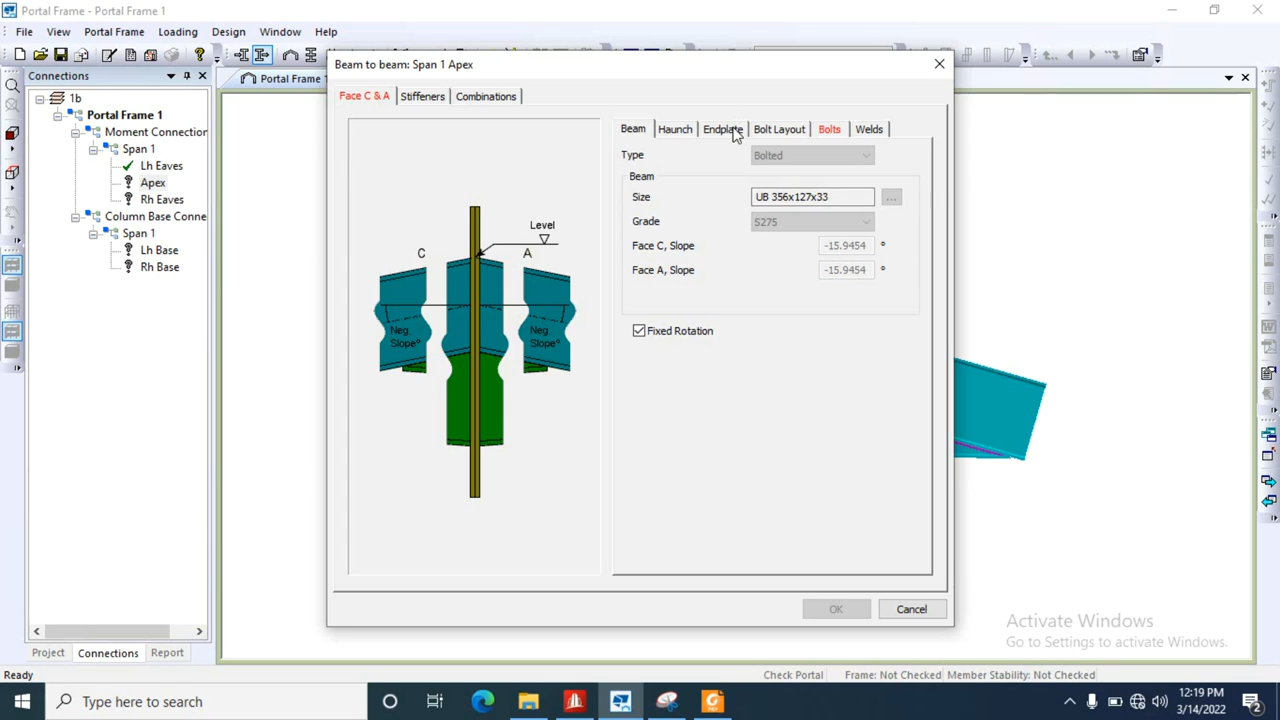 Portal Frame - Portal Frame 1
File View Portal Frame Loading Design Window Help
Connections
Portal Frame 1
1b
Portal Frame 1
Moment Connection
Span 1
Lh Eaves
Apex
Rh Eaves
Column Base Conne
Span 1
Lh Base
Rh Base
Project Connections Report
Beam to beam: Span 1 Apex
Face C & A Stiffeners Combinations
Level
C
A
Neg. Slope°
Neg. Slope°
Beam Haunch Endplate Bolt Layout Bolts Welds
Type Bolted
Beam
Size UB 356x127x33 ...
Grade S275
Face C, Slope -15.9454 °
Face A, Slope -15.9454 °
Fixed Rotation
OK Cancel
Activate Windows
Go to Settings to activate Windows.
Ready Check Portal Frame: Not Checked Member Stability: Not Checked
Type here to search
12:19 PM
3/14/2022
2